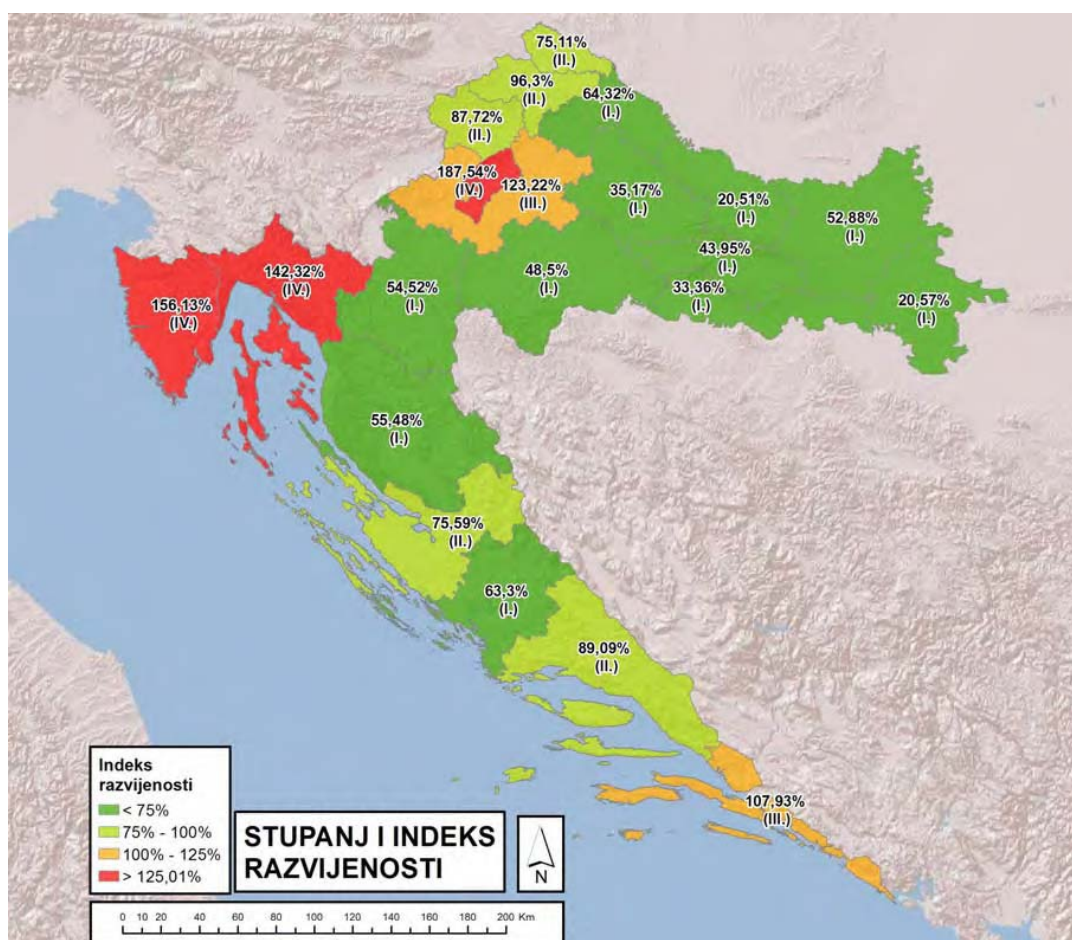 75,11%
(II.)
96,3%
(II.)
64,32%
(I.)
87,72%
(II.)
187,54%
(IV.)
123,22%
(III.)
35,17%
(I.)
20,51%
(I.)
52,88%
(I.)
43,95%
(I.)
142,32%
(IV.)
54,52%
(I.)
48,5%
(I.)
33,36%
(I.)
156,13%
(IV.)
20,57%
(I.)
55,48%
(I.)
75,59%
(II.)
63,3%
(I.)
89,09%
(II.)
107,93%
(III.)
Indeks
razvijenosti
< 75%
75% - 100%
100% - 125%
> 125,01%
STUPANJ I INDEKS
RAZVIJENOSTI
N
0 10 20 40 60 80 100 120 140 160 180 200 Km